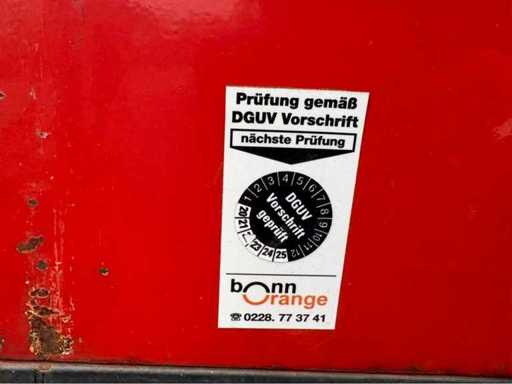 Prüfung gemäß
DGUV Vorschrift
nächste Prüfung
1 2 3 4 5 6 7 8 9 10 11 12
DGUV
Vorschrift
geprüft
20 21 23 24 25
bonn
orange
☎ 0228. 77 37 41